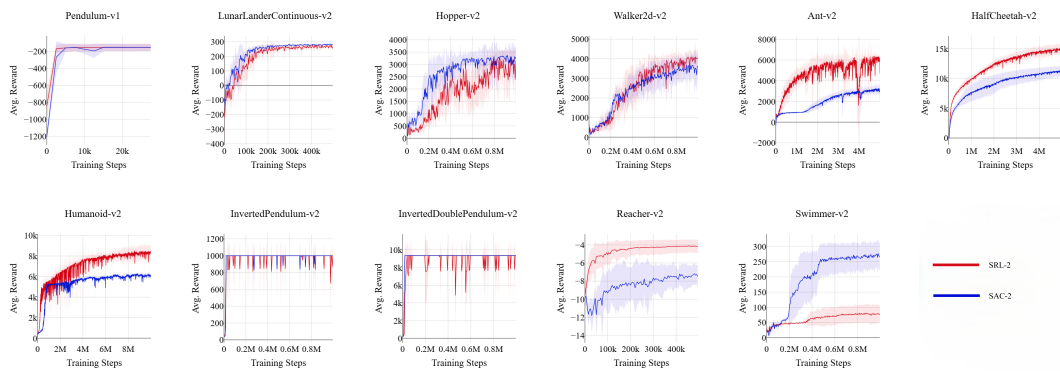 Pendulum-v1
−200
−400
−600
−800
−1000
−1200
0
10k
20k
Avg. Reward
Training Steps
LunarLanderContinuous-v2
300
200
100
0
−100
−200
−300
−400
0
100k
200k
300k
400k
Avg. Reward
Training Steps
Hopper-v2
4000
3500
3000
2500
2000
1500
1000
500
0
0
0.2M
0.4M
0.6M
0.8M
Avg. Reward
Training Steps
Walker2d-v2
5000
4000
3000
2000
1000
0
0
0.2M
0.4M
0.6M
0.8M
Avg. Reward
Training Steps
Ant-v2
8000
6000
4000
2000
0
−2000
0
1M
2M
3M
4M
Avg. Reward
Training Steps
HalfCheetah-v2
15k
10k
5k
0
0
1M
2M
3M
4M
Avg. Reward
Training Steps
Humanoid-v2
10k
8k
6k
4k
2k
0
0
2M
4M
6M
8M
Avg. Reward
Training Steps
InvertedPendulum-v2
1200
1000
800
600
400
200
0
0
0.2M
0.4M
0.6M
0.8M
Avg. Reward
Training Steps
InvertedDoublePendulum-v2
10k
8k
6k
4k
2k
0
0
0.2M
0.4M
0.6M
0.8M
Avg. Reward
Training Steps
Reacher-v2
−4
−6
−8
−10
−12
−14
0
100k
200k
300k
400k
Avg. Reward
Training Steps
Swimmer-v2
300
250
200
150
100
50
0
0
0.2M
0.4M
0.6M
0.8M
Avg. Reward
Training Steps
SRL-2
SAC-2